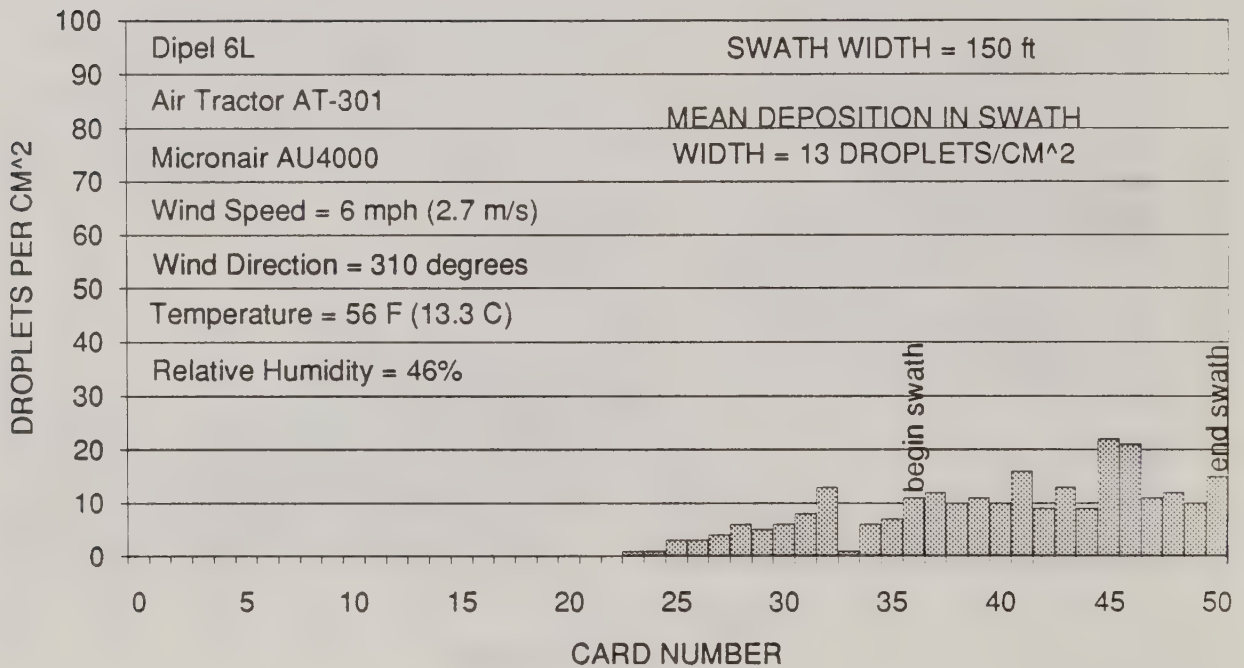 100
90
80
70
60
50
40
30
20
10
0
DROPLETS PER CM^2
Dipel 6L
Air Tractor AT-301
Micronair AU4000
Wind Speed = 6 mph (2.7 m/s)
Wind Direction = 310 degrees
Temperature = 56 F (13.3 C)
Relative Humidity = 46%
SWATH WIDTH = 150 ft
MEAN DEPOSITION IN SWATH
WIDTH = 13 DROPLETS/CM^2
begin swath
end swath
0 5 10 15 20 25 30 35 40 45 50
CARD NUMBER